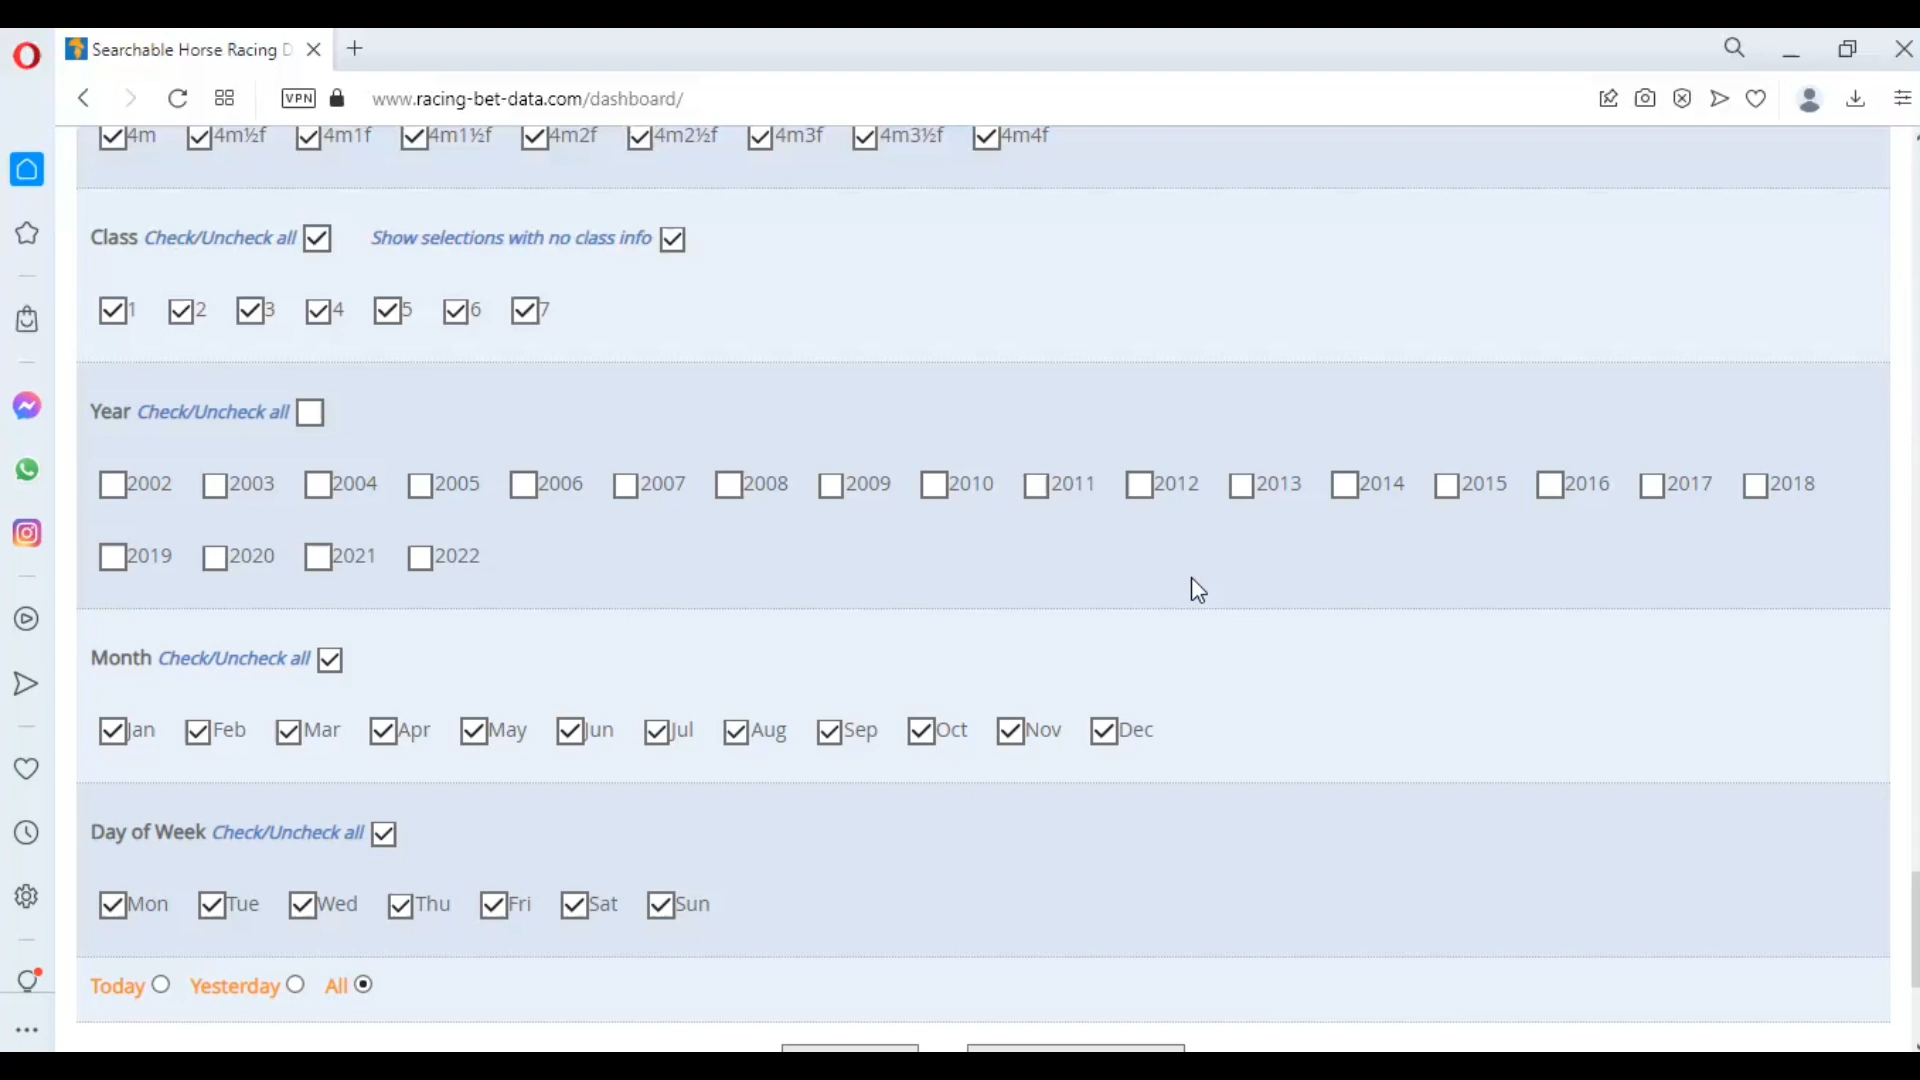 Searchable Horse Racing D
VPN www.racing-bet-data.com/dashboard/
4m 4m½f 4m1f 4m1½f 4m2f 4m2½f 4m3f 4m3½f 4m4f
Class Check/Uncheck all Show selections with no class info
1 2 3 4 5 6 7
Year Check/Uncheck all
2002 2003 2004 2005 2006 2007 2008 2009 2010 2011 2012 2013 2014 2015 2016 2017 2018
2019 2020 2021 2022
Month Check/Uncheck all
Jan Feb Mar Apr May Jun Jul Aug Sep Oct Nov Dec
Day of Week Check/Uncheck all
Mon Tue Wed Thu Fri Sat Sun
Today Yesterday All